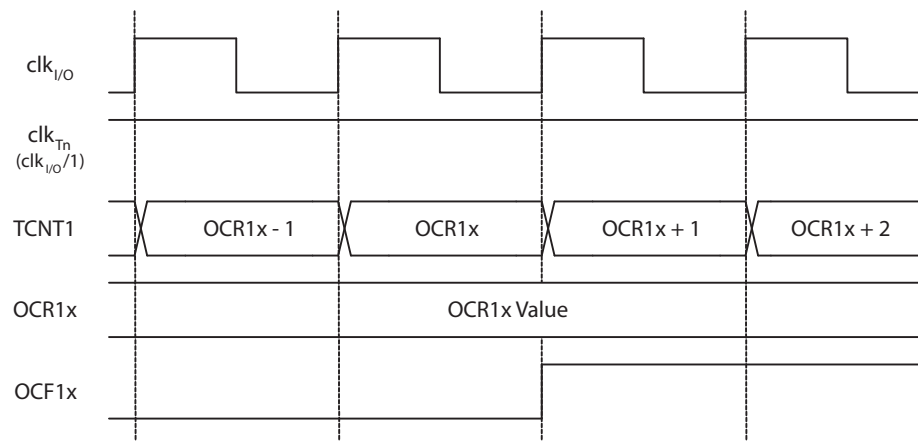 clkI/O
clkTn
(clkI/O/1)
TCNT1 OCR1x - 1 OCR1x OCR1x + 1 OCR1x + 2
OCR1x OCR1x Value
OCF1x